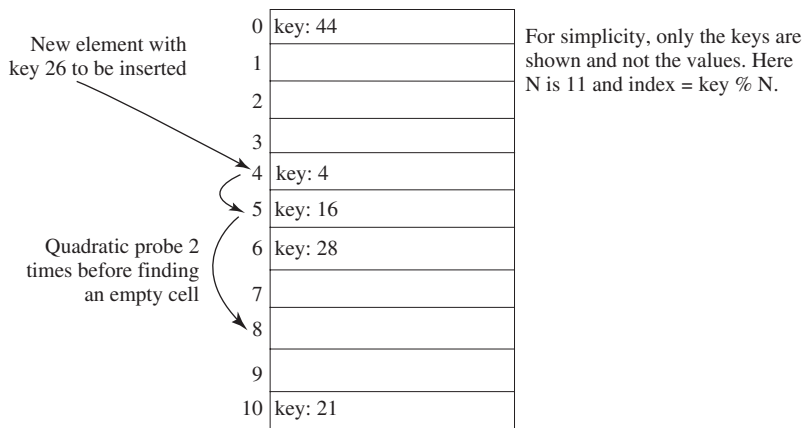 New element with
key 26 to be inserted
0 key: 44
1
2
3
4 key: 4
5 key: 16
6 key: 28
7
8
9
10 key: 21
Quadratic probe 2
times before finding
an empty cell
For simplicity, only the keys are
shown and not the values. Here
N is 11 and index = key % N.